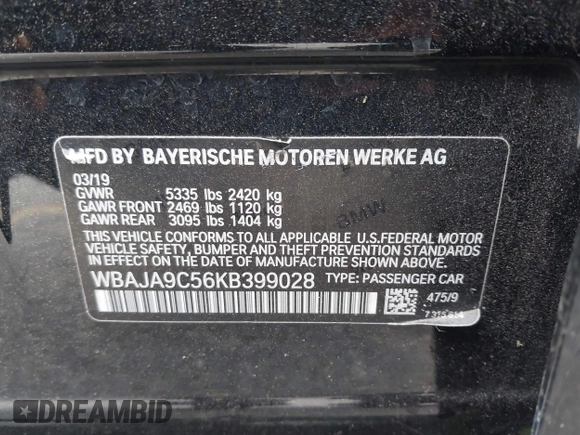 MFD BY BAYERISCHE MOTOREN WERKE AG
03/19
GVWR 5335 lbs 2420 kg
GAWR FRONT 2469 lbs 1120 kg
GAWR REAR 3095 lbs 1404 kg
BMW
THIS VEHICLE CONFORMS TO ALL APPLICABLE U.S.FEDERAL MOTOR
VEHICLE SAFETY, BUMPER AND THEFT PREVENTION STANDARDS
IN EFFECT ON THE DATE OF MANUFACTURE SHOWN ABOVE.
WBAJA9C56KB399028 TYPE: PASSENGER CAR
475/9
DREAMBID